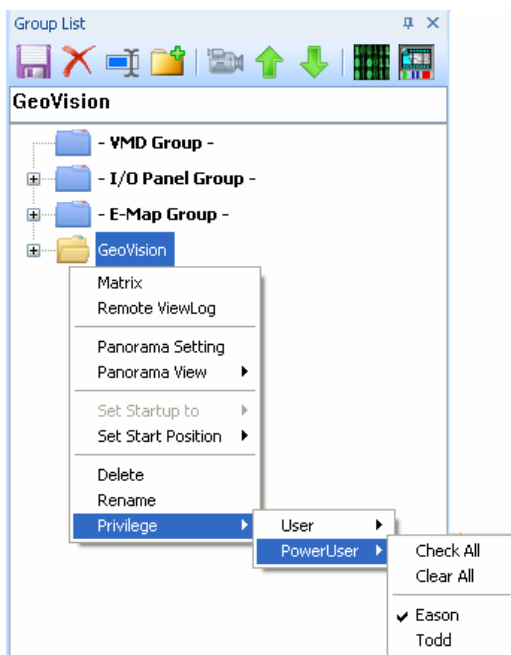 Group List
GeoVision
- VMD Group -
- I/O Panel Group -
- E-Map Group -
GeoVision
Matrix
Remote ViewLog
Panorama Setting
Panorama View
Set Startup to
Set Start Position
Delete
Rename
Privilege
User
PowerUser
Check All
Clear All
Eason
Todd